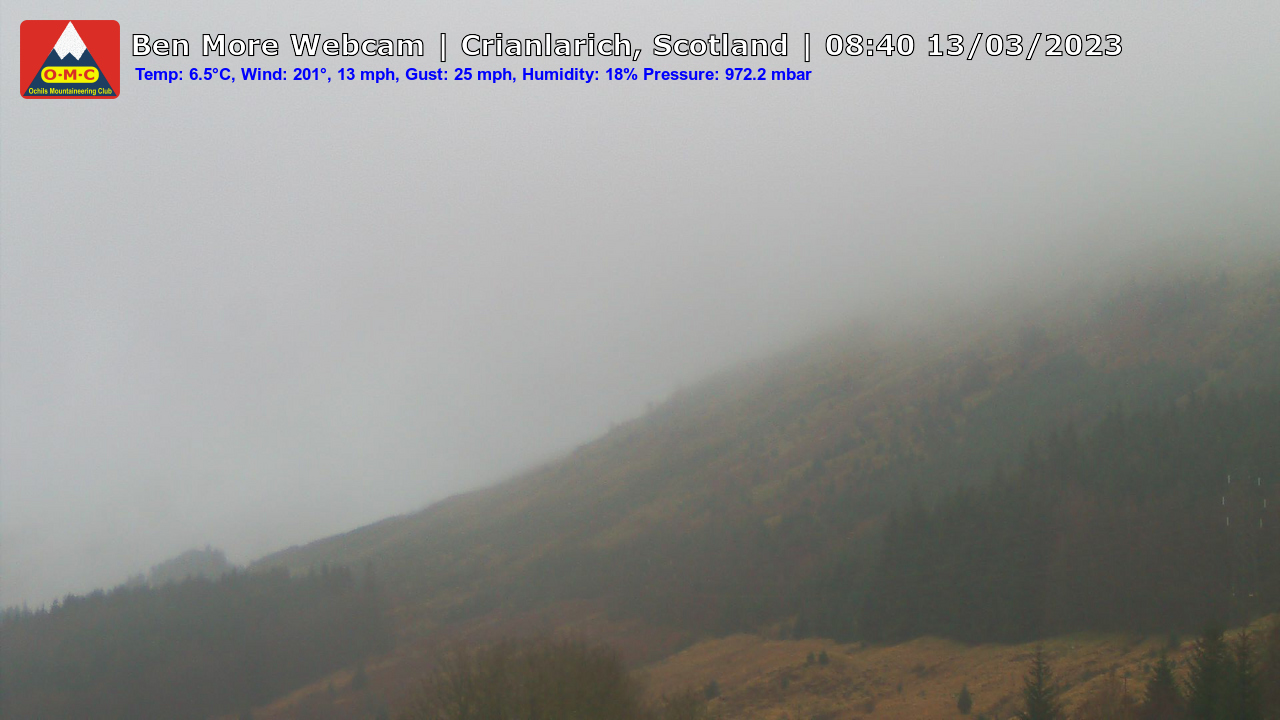 Ben More Webcam | Crianlarich, Scotland | 08:40 13/03/2023
Temp: 6.5°C, Wind: 201°, 13 mph, Gust: 25 mph, Humidity: 18% Pressure: 972.2 mbar
O·M·C
Ochils Mountaineering Club